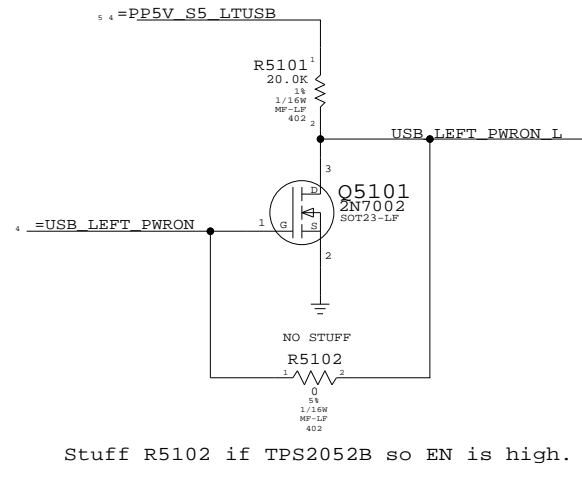 5 4 =PP5V_S5_LTUSB
R5101 1
20.0K
1%
1/16W
MF-LF
402
2
USB_LEFT_PWRON_L
3
D Q5101
2N7002
SOT23-LF
4 =USB_LEFT_PWRON 1 G S
2
NO STUFF
R5102
1 2
0
5%
1/16W
MF-LF
402
Stuff R5102 if TPS2052B so EN is high.